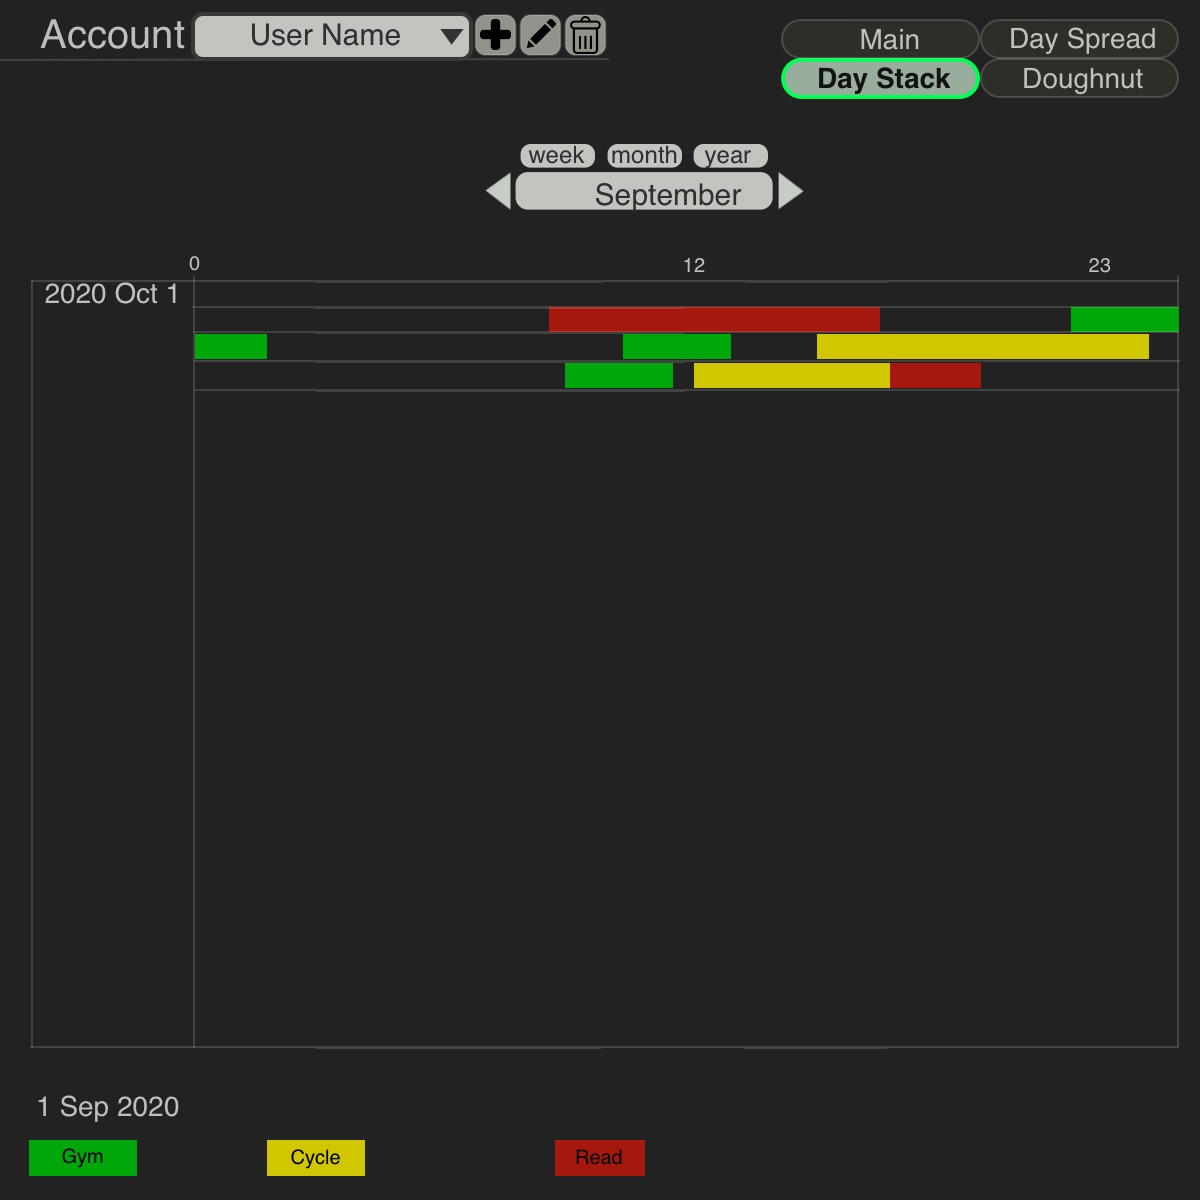 Account User Name Main Day Spread
Day Stack Doughnut
week month year
September
0 12 23
2020 Oct 1
1 Sep 2020
Gym Cycle Read